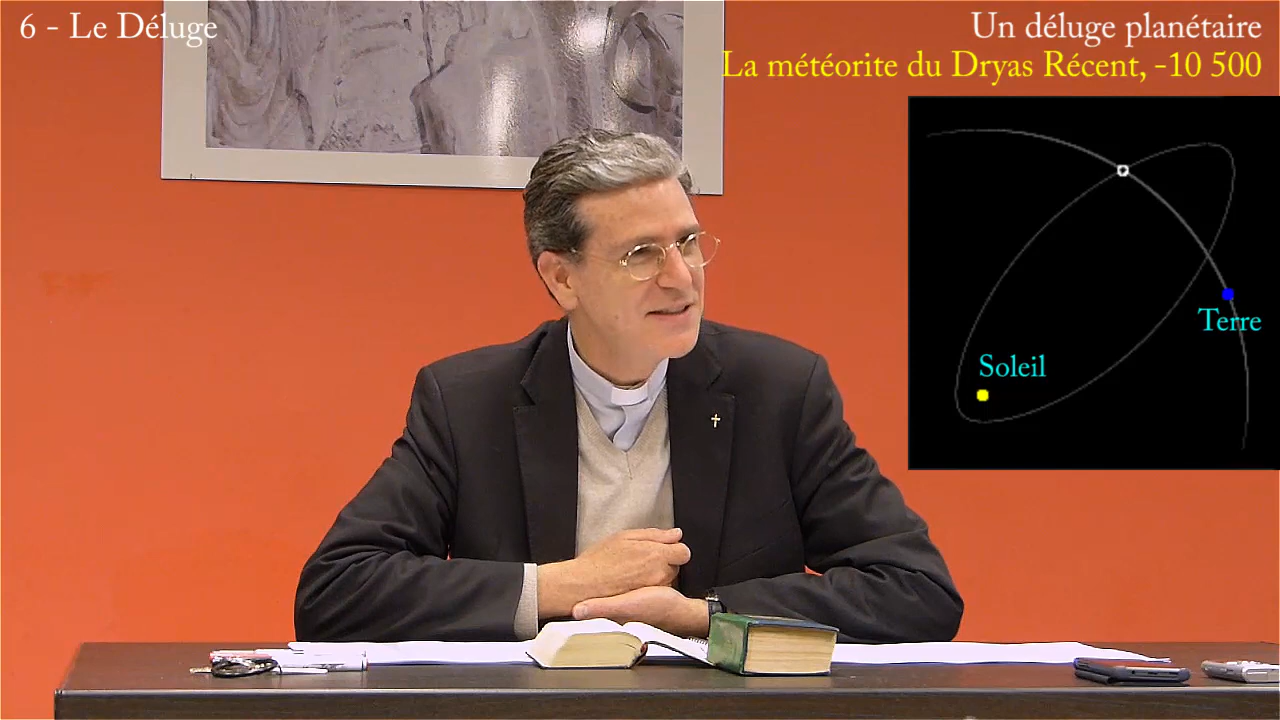 6 - Le Déluge
Un déluge planétaire
La météorite du Dryas Récent, -10 500
Terre
Soleil